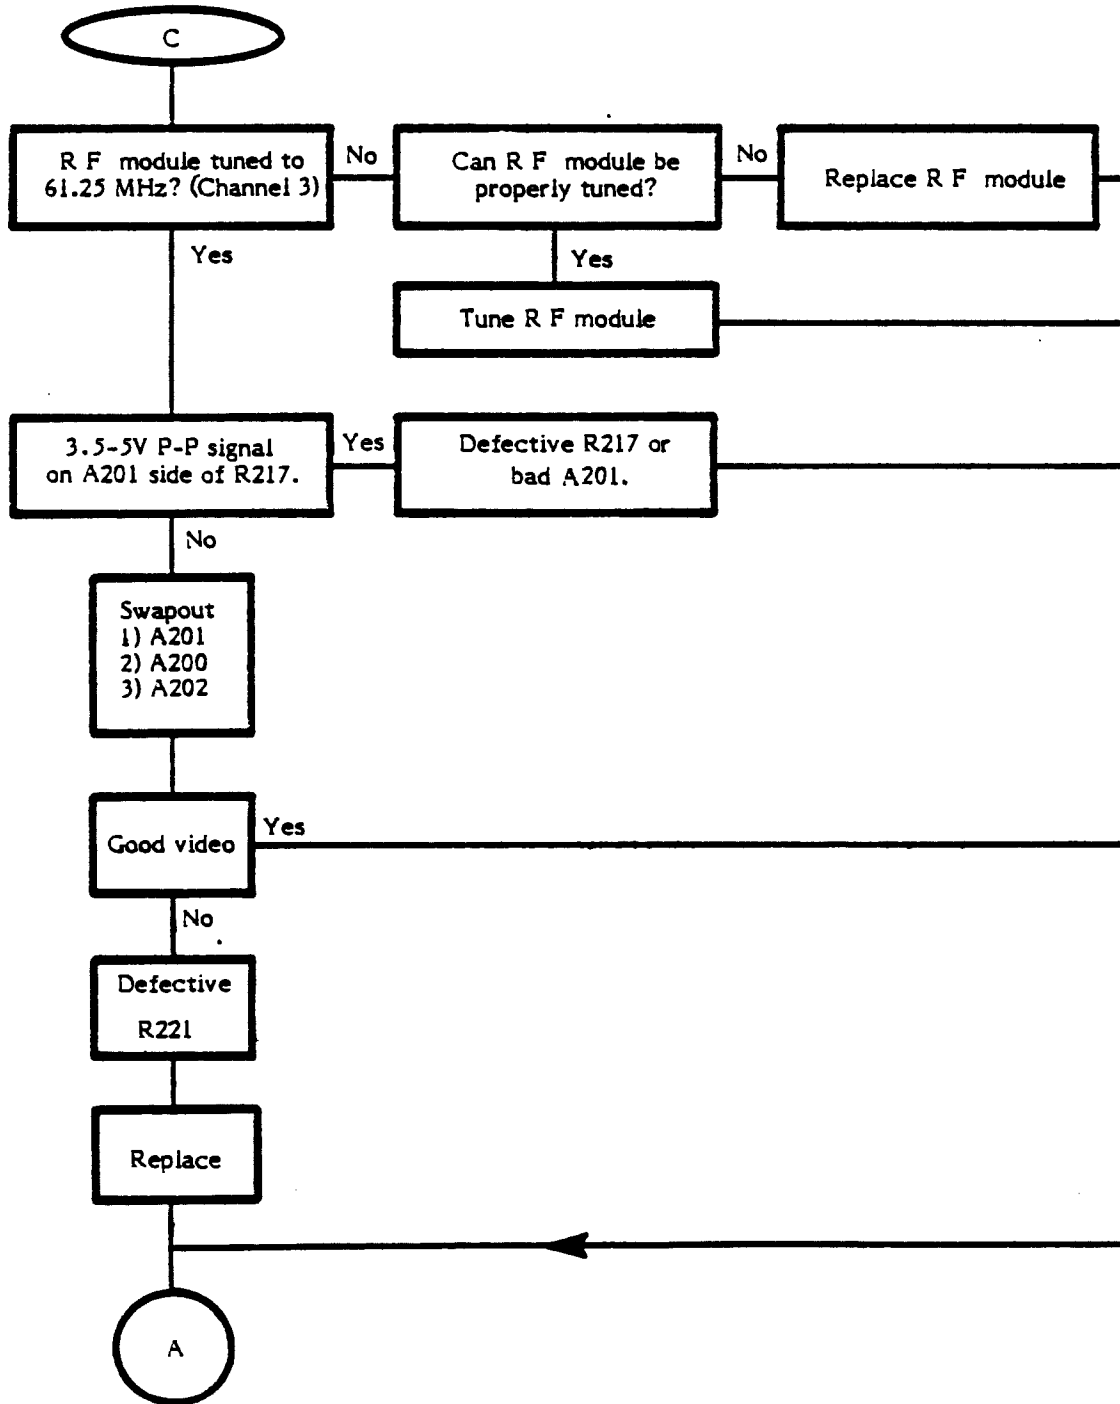 C
R F module tuned to
61.25 MHz? (Channel 3)
No
Can R F module be
properly tuned?
No
Replace R F module
Yes
Yes
Tune R F module
3.5-5V P-P signal
on A201 side of R217.
Yes
Defective R217 or
bad A201.
No
Swapout
1) A201
2) A200
3) A202
Good video
Yes
No
Defective
R221
Replace
A